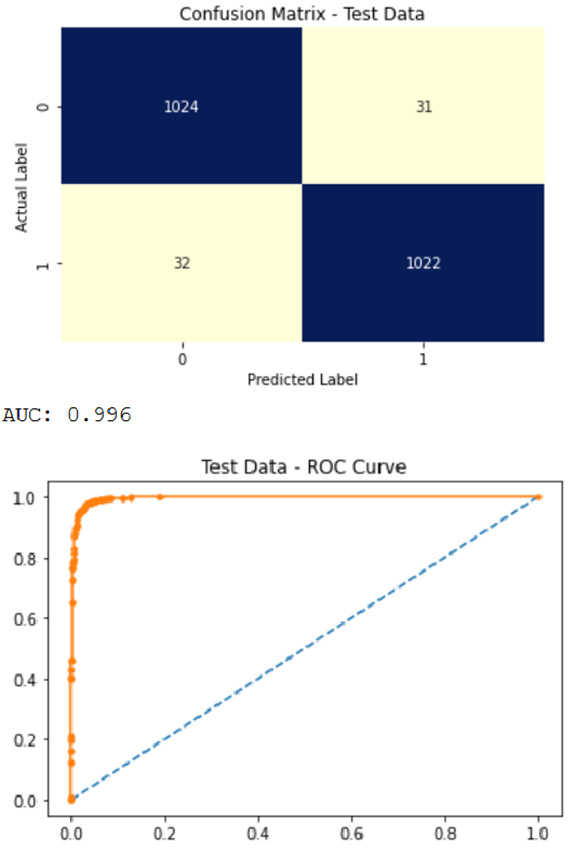 Confusion Matrix - Test Data
Actual Label
0
1024
31
1
32
1022
0
1
Predicted Label
AUC: 0.996
Test Data - ROC Curve
1.0
0.8
0.6
0.4
0.2
0.0
0.0 0.2 0.4 0.6 0.8 1.0